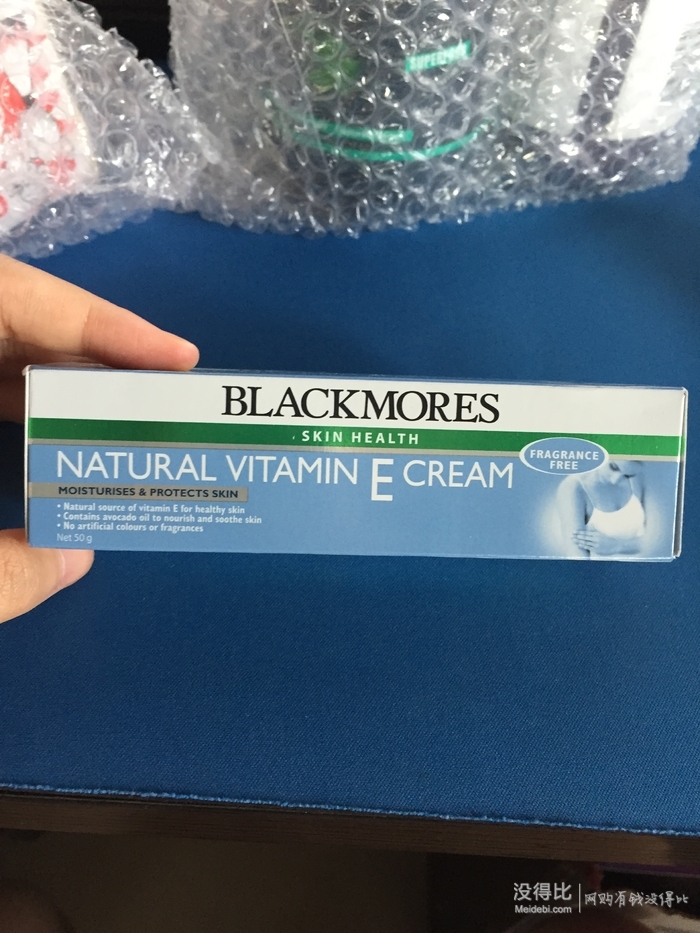 SUPERIOR
BLACKMORES
SKIN HEALTH
NATURAL VITAMIN E CREAM
FRAGRANCE
FREE
MOISTURISES & PROTECTS SKIN
• Natural source of vitamin E for healthy skin
• Contains avocado oil to nourish and soothe skin
• No artificial colours or fragrances
Net 50 g
没得比
Meidebi.com
网购有钱没得比